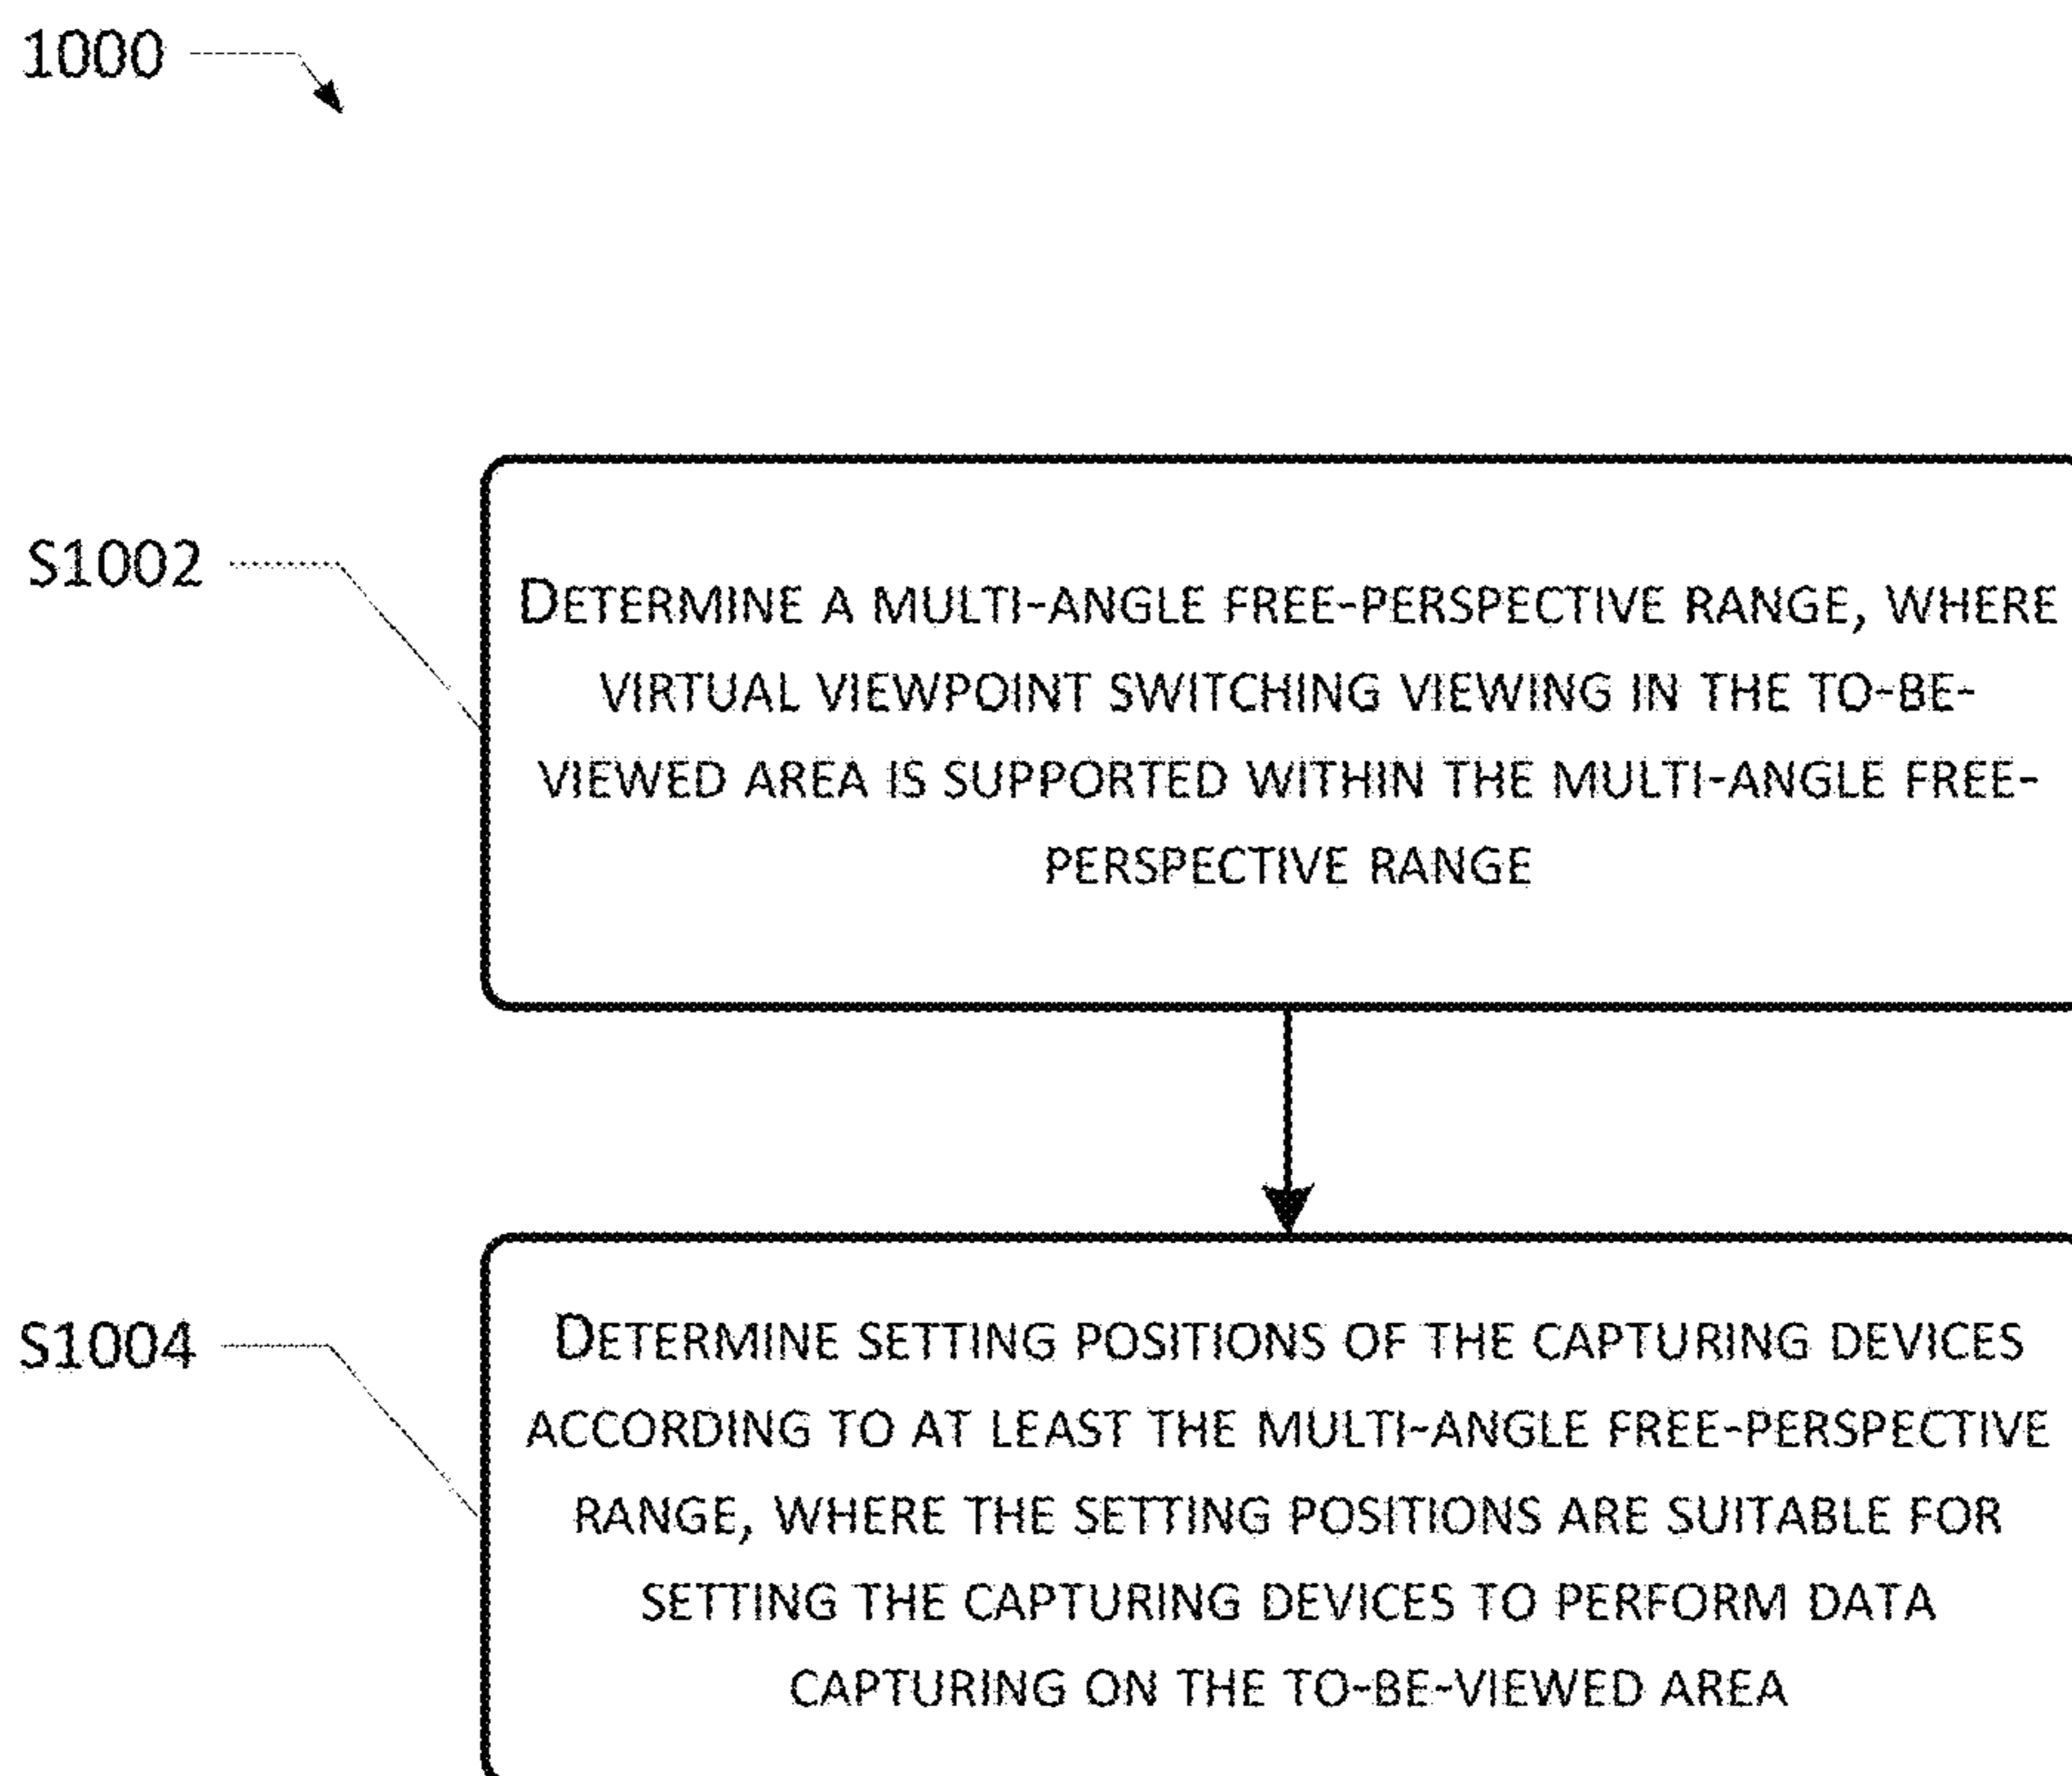 1000
S1002
DETERMINE A MULTI-ANGLE FREE-PERSPECTIVE RANGE, WHERE
VIRTUAL VIEWPOINT SWITCHING VIEWING IN THE TO-BE-
VIEWED AREA IS SUPPORTED WITHIN THE MULTI-ANGLE FREE-
PERSPECTIVE RANGE
S1004
DETERMINE SETTING POSITIONS OF THE CAPTURING DEVICES
ACCORDING TO AT LEAST THE MULTI-ANGLE FREE-PERSPECTIVE
RANGE, WHERE THE SETTING POSITIONS ARE SUITABLE FOR
SETTING THE CAPTURING DEVICES TO PERFORM DATA
CAPTURING ON THE TO-BE-VIEWED AREA